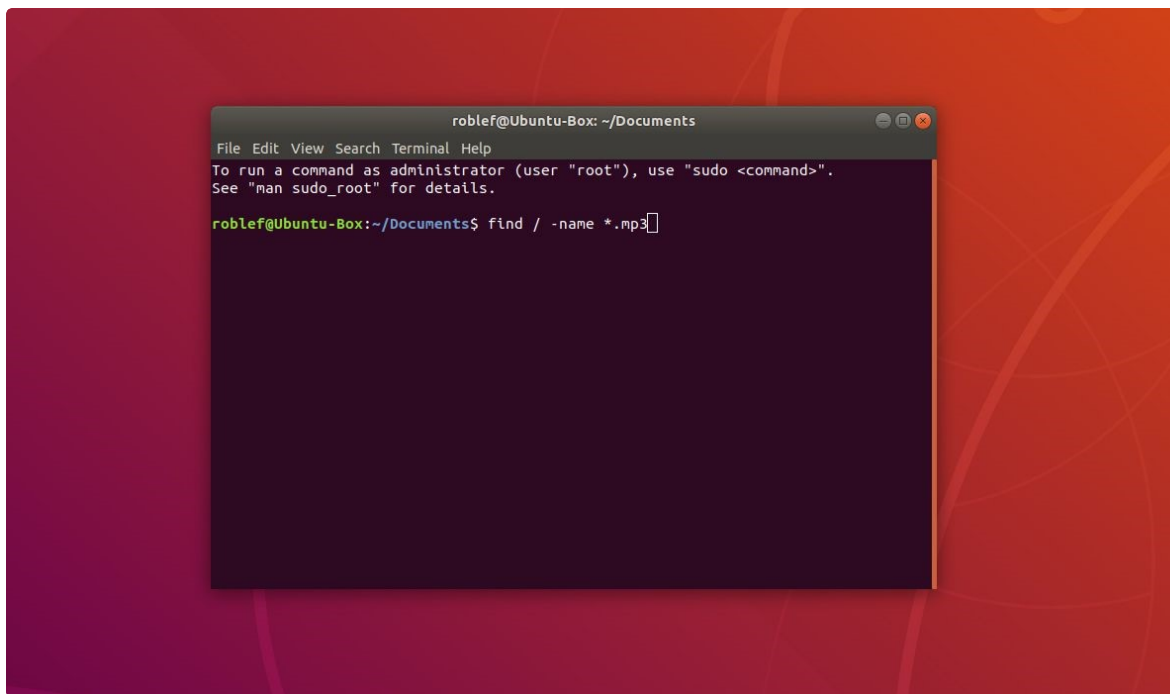 roblef@Ubuntu-Box: ~/Documents
File Edit View Search Terminal Help
To run a command as administrator (user "root"), use "sudo <command>".
See "man sudo_root" for details.
roblef@Ubuntu-Box:~/Documents$ find / -name *.mp3